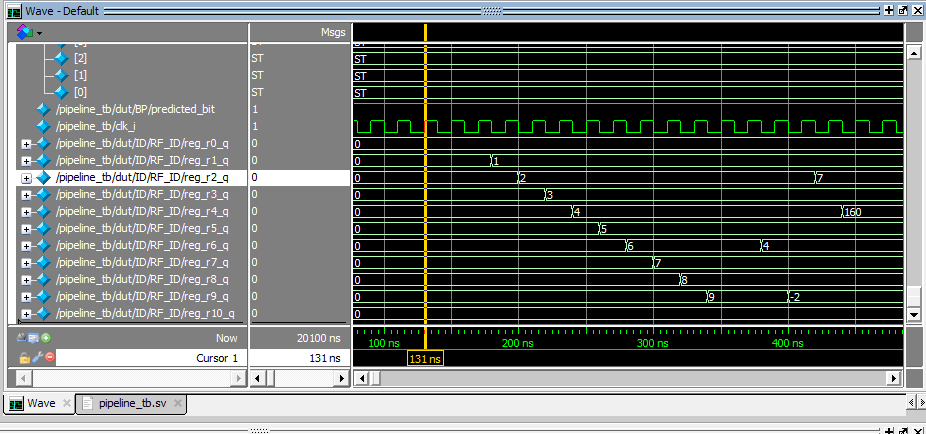 Wave - Default
Msgs
[2] ST
[1] ST
[0] ST
/pipeline_tb/dut/BP/predicted_bit 1
/pipeline_tb/clk_i 1
/pipeline_tb/dut/ID/RF_ID/reg_r0_q 0 0
/pipeline_tb/dut/ID/RF_ID/reg_r1_q 0 0 1
/pipeline_tb/dut/ID/RF_ID/reg_r2_q 0 0 2 7
/pipeline_tb/dut/ID/RF_ID/reg_r3_q 0 0 3
/pipeline_tb/dut/ID/RF_ID/reg_r4_q 0 0 4 160
/pipeline_tb/dut/ID/RF_ID/reg_r5_q 0 0 5
/pipeline_tb/dut/ID/RF_ID/reg_r6_q 0 0 6 4
/pipeline_tb/dut/ID/RF_ID/reg_r7_q 0 0 7
/pipeline_tb/dut/ID/RF_ID/reg_r8_q 0 0 8
/pipeline_tb/dut/ID/RF_ID/reg_r9_q 0 0 9 -2
/pipeline_tb/dut/ID/RF_ID/reg_r10_q 0 0
Now 20100 ns 100 ns 200 ns 300 ns 400 ns
Cursor 1 131 ns 131 ns
Wave pipeline_tb.sv